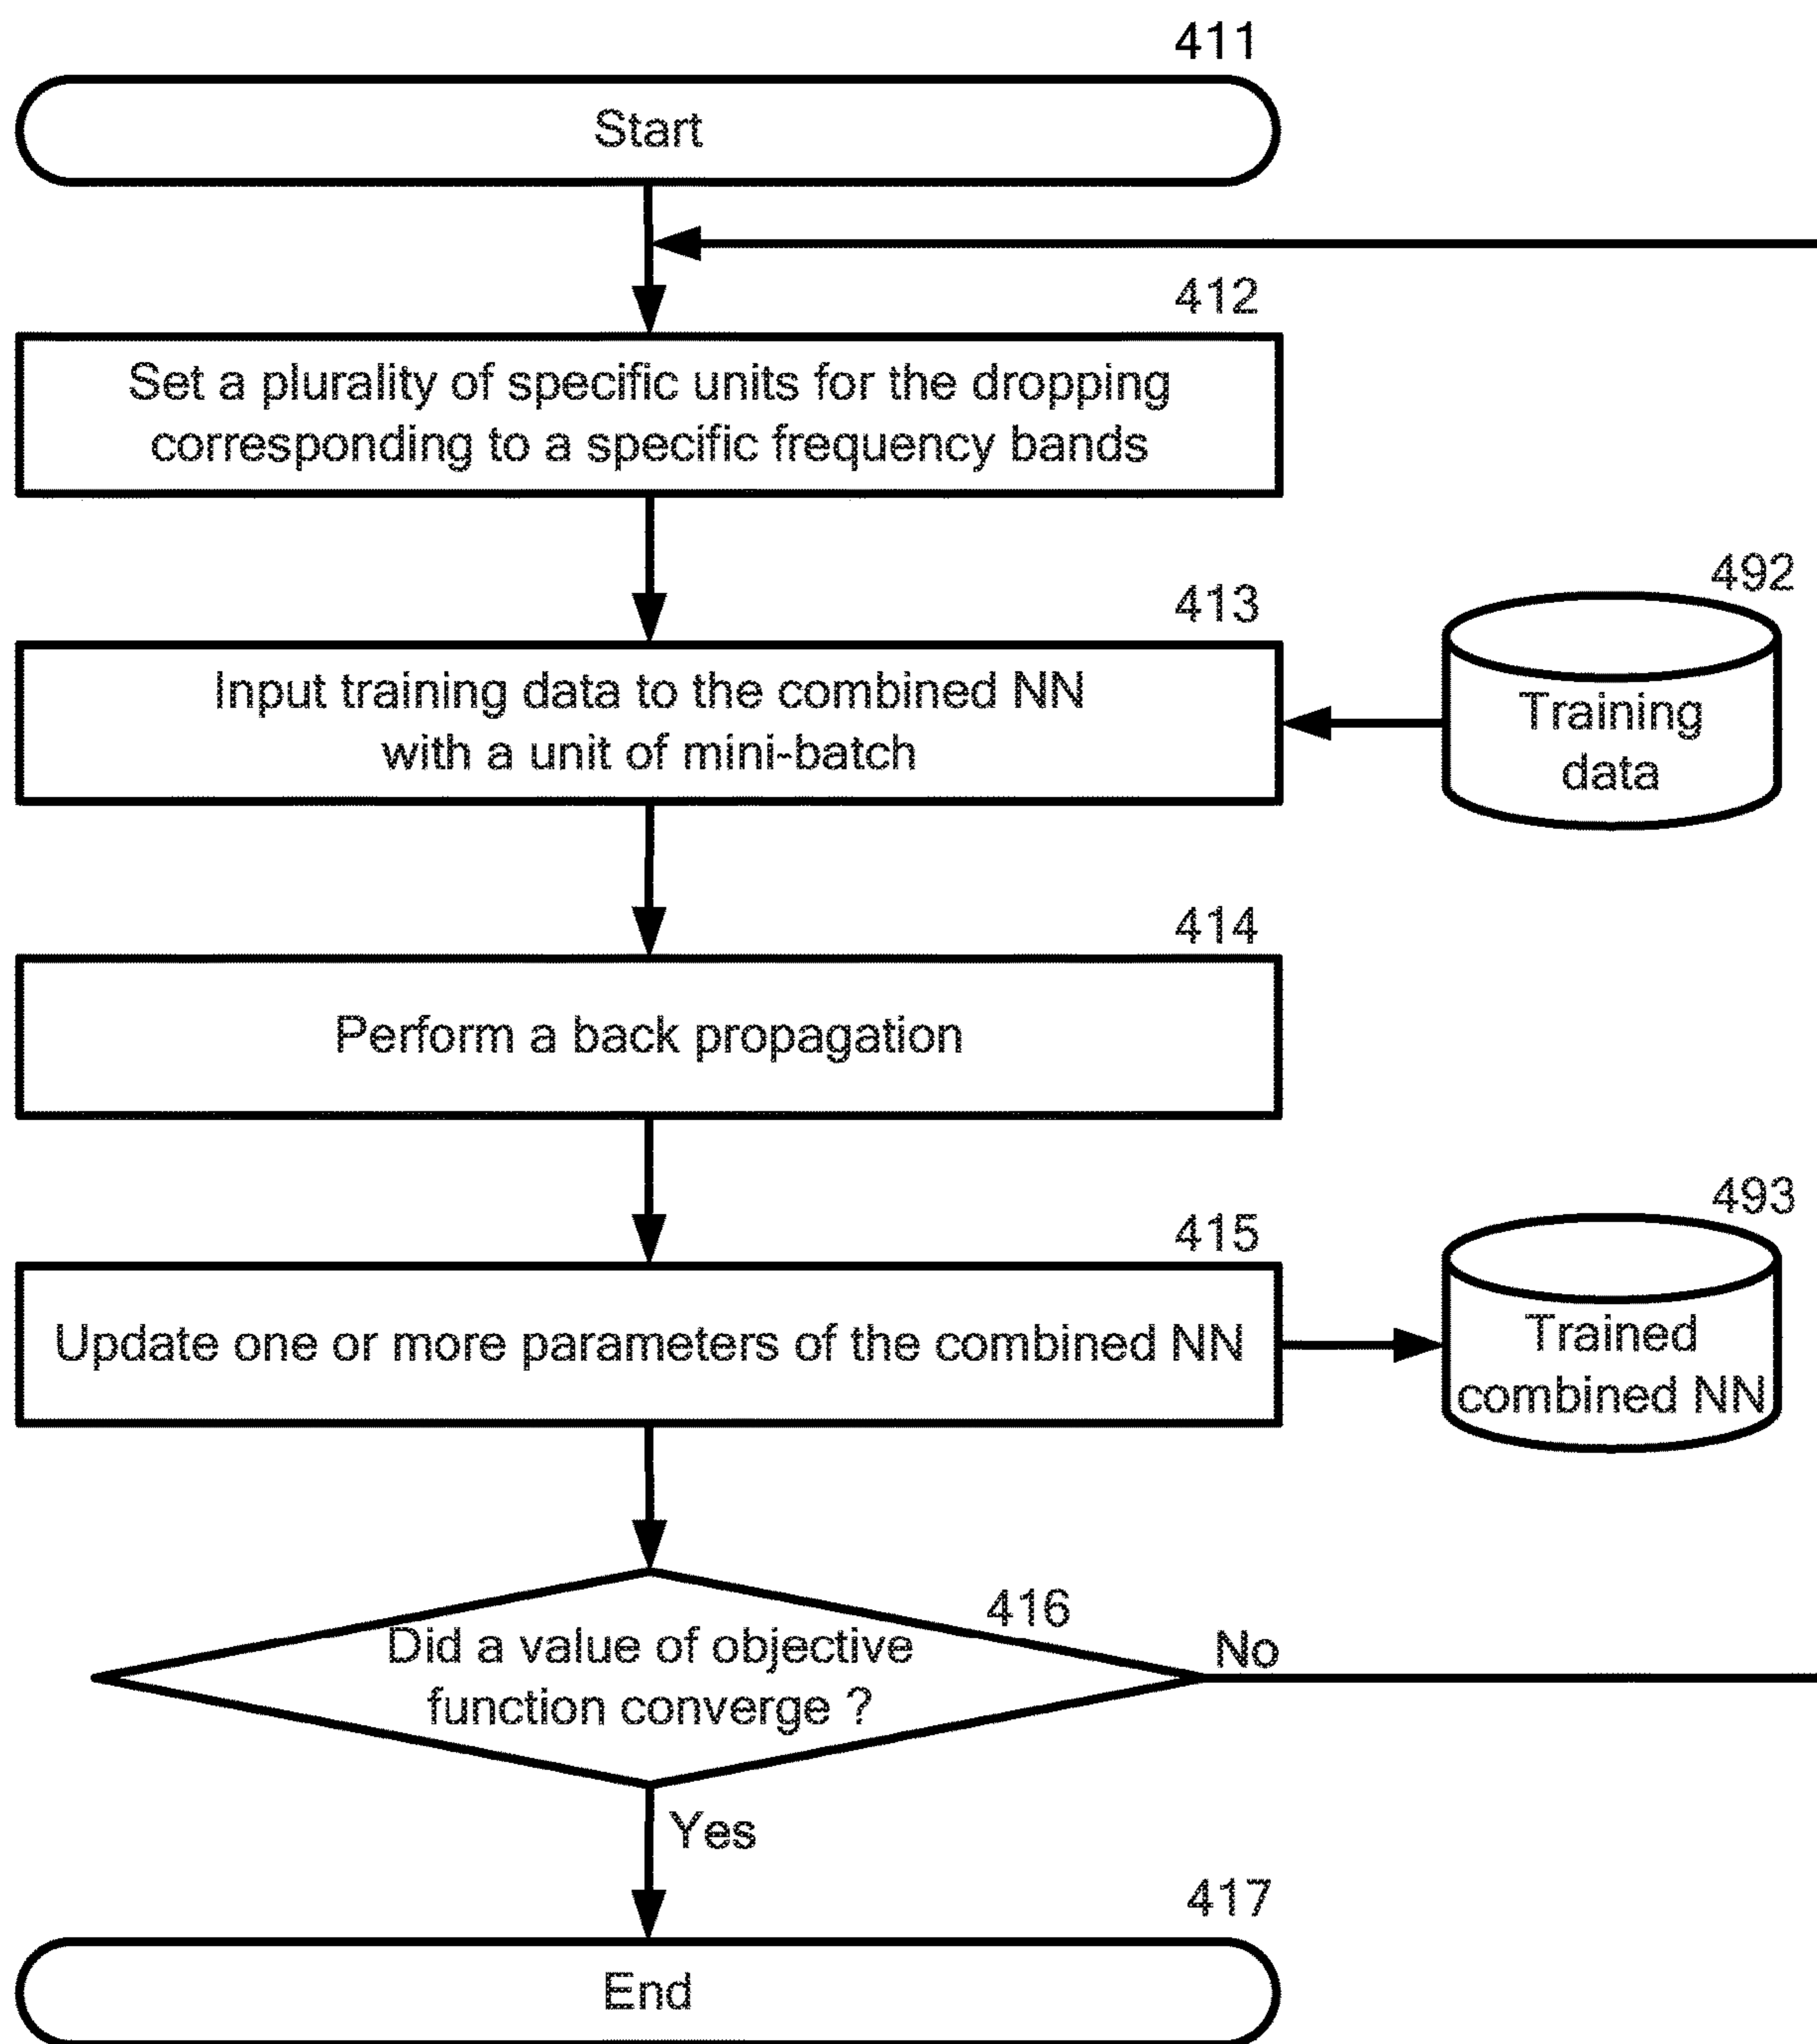 411
Start
412
Set a plurality of specific units for the dropping
corresponding to a specific frequency bands
413
Input training data to the combined NN
with a unit of mini-batch
492
Training
data
414
Perform a back propagation
415
Update one or more parameters of the combined NN
493
Trained
combined NN
416
Did a value of objective
function converge ?
No
Yes
417
End